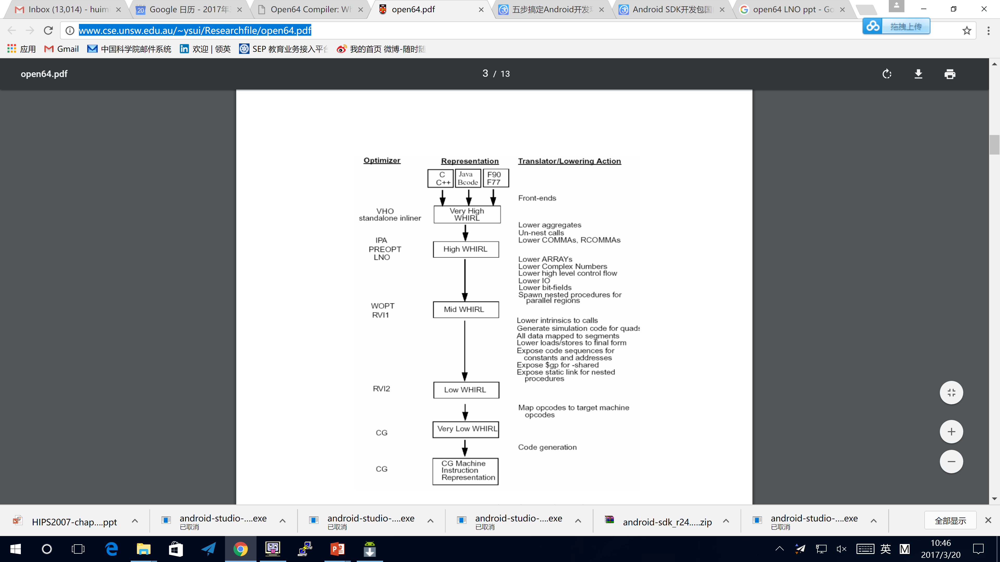 Inbox (13,014) - huimi
Google 日历 - 2017年
Open64 Compiler: Wh
open64.pdf
五步搞定Android开发
Android SDK开发包国
open64 LNO ppt - Go
www.cse.unsw.edu.au/~ysui/Researchfile/open64.pdf
拖拽上传
应用
Gmail
中国科学院邮件系统
欢迎 | 领英
SEP 教育业务接入平台
我的首页 微博-随时随
open64.pdf
3 / 13
Optimizer
Representation
Translator/Lowering Action
C
C++
Java
Bcode
F90
F77
Front-ends
VHO
standalone inliner
Very High
WHIRL
Lower aggregates
Un-nest calls
Lower COMMAs, RCOMMAs
IPA
PREOPT
LNO
High WHIRL
Lower ARRAYs
Lower Complex Numbers
Lower high level control flow
Lower IO
Lower bit-fields
Spawn nested procedures for
parallel regions
WOPT
RVI1
Mid WHIRL
Lower intrinsics to calls
Generate simulation code for quads
All data mapped to segments
Lower loads/stores to final form
Expose code sequences for
constants and addresses
Expose $gp for -shared
Expose static link for nested
procedures
RVI2
Low WHIRL
Map opcodes to target machine
opcodes
CG
Very Low WHIRL
Code generation
CG
CG Machine
Instruction
Representation
HIPS2007-chap....ppt
android-studio-....exe
已取消
android-studio-....exe
已取消
android-studio-....exe
已取消
android-sdk_r24.....zip
android-studio-....exe
已取消
全部显示
英
M
10:46
2017/3/20